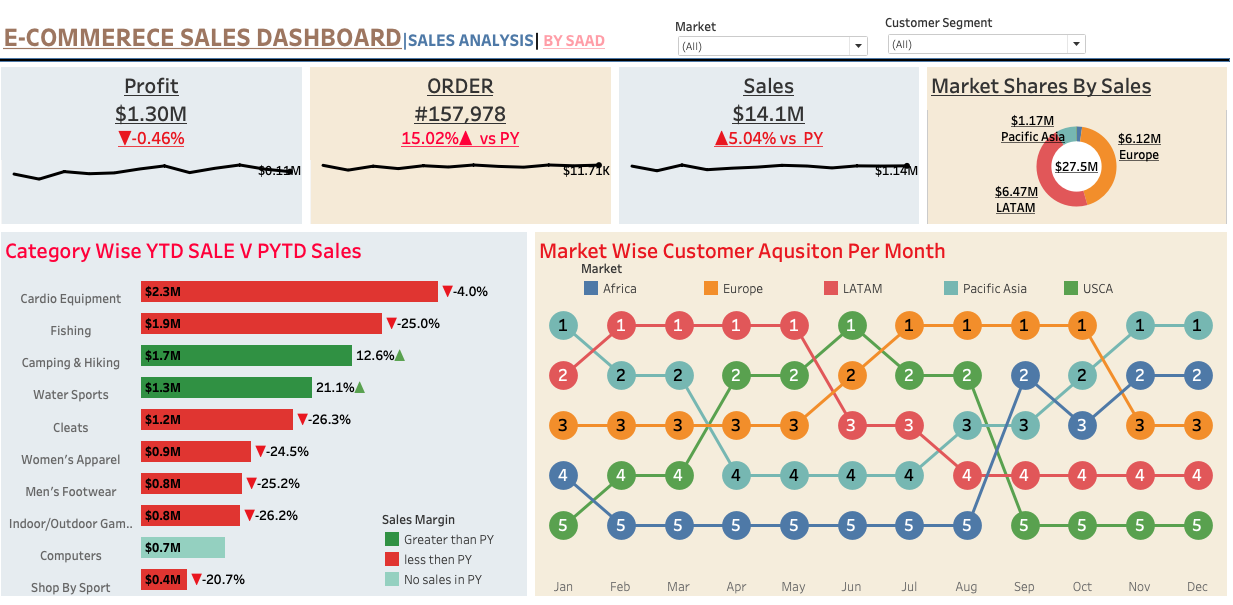 E-COMMERECE SALES DASHBOARD|SALES ANALYSIS| BY SAAD
Market
(All)
Customer Segment
(All)
Profit
$1.30M
▼-0.46%
$0.11M
ORDER
#157,978
15.02%▲ vs PY
$11.71K
Sales
$14.1M
▲5.04% vs PY
$1.14M
Market Shares By Sales
$1.17M
Pacific Asia
$6.12M
Europe
$27.5M
$6.47M
LATAM
Category Wise YTD SALE V PYTD Sales
Cardio Equipment $2.3M ▼-4.0%
Fishing $1.9M ▼-25.0%
Camping & Hiking $1.7M 12.6%▲
Water Sports $1.3M 21.1%▲
Cleats $1.2M ▼-26.3%
Women's Apparel $0.9M ▼-24.5%
Men's Footwear $0.8M ▼-25.2%
Indoor/Outdoor Gam.. $0.8M ▼-26.2%
Computers $0.7M
Shop By Sport $0.4M ▼-20.7%
Sales Margin
Greater than PY
less then PY
No sales in PY
Market Wise Customer Aqusiton Per Month
Market
Africa Europe LATAM Pacific Asia USCA
1 1 1 1 1 1 1 1 1 1 1 1
2 2 2 2 2 2 2 2 2 2 2 2
3 3 3 3 3 3 3 3 3 3 3 3
4 4 4 4 4 4 4 4 4 4 4 4
5 5 5 5 5 5 5 5 5 5 5 5
Jan Feb Mar Apr May Jun Jul Aug Sep Oct Nov Dec